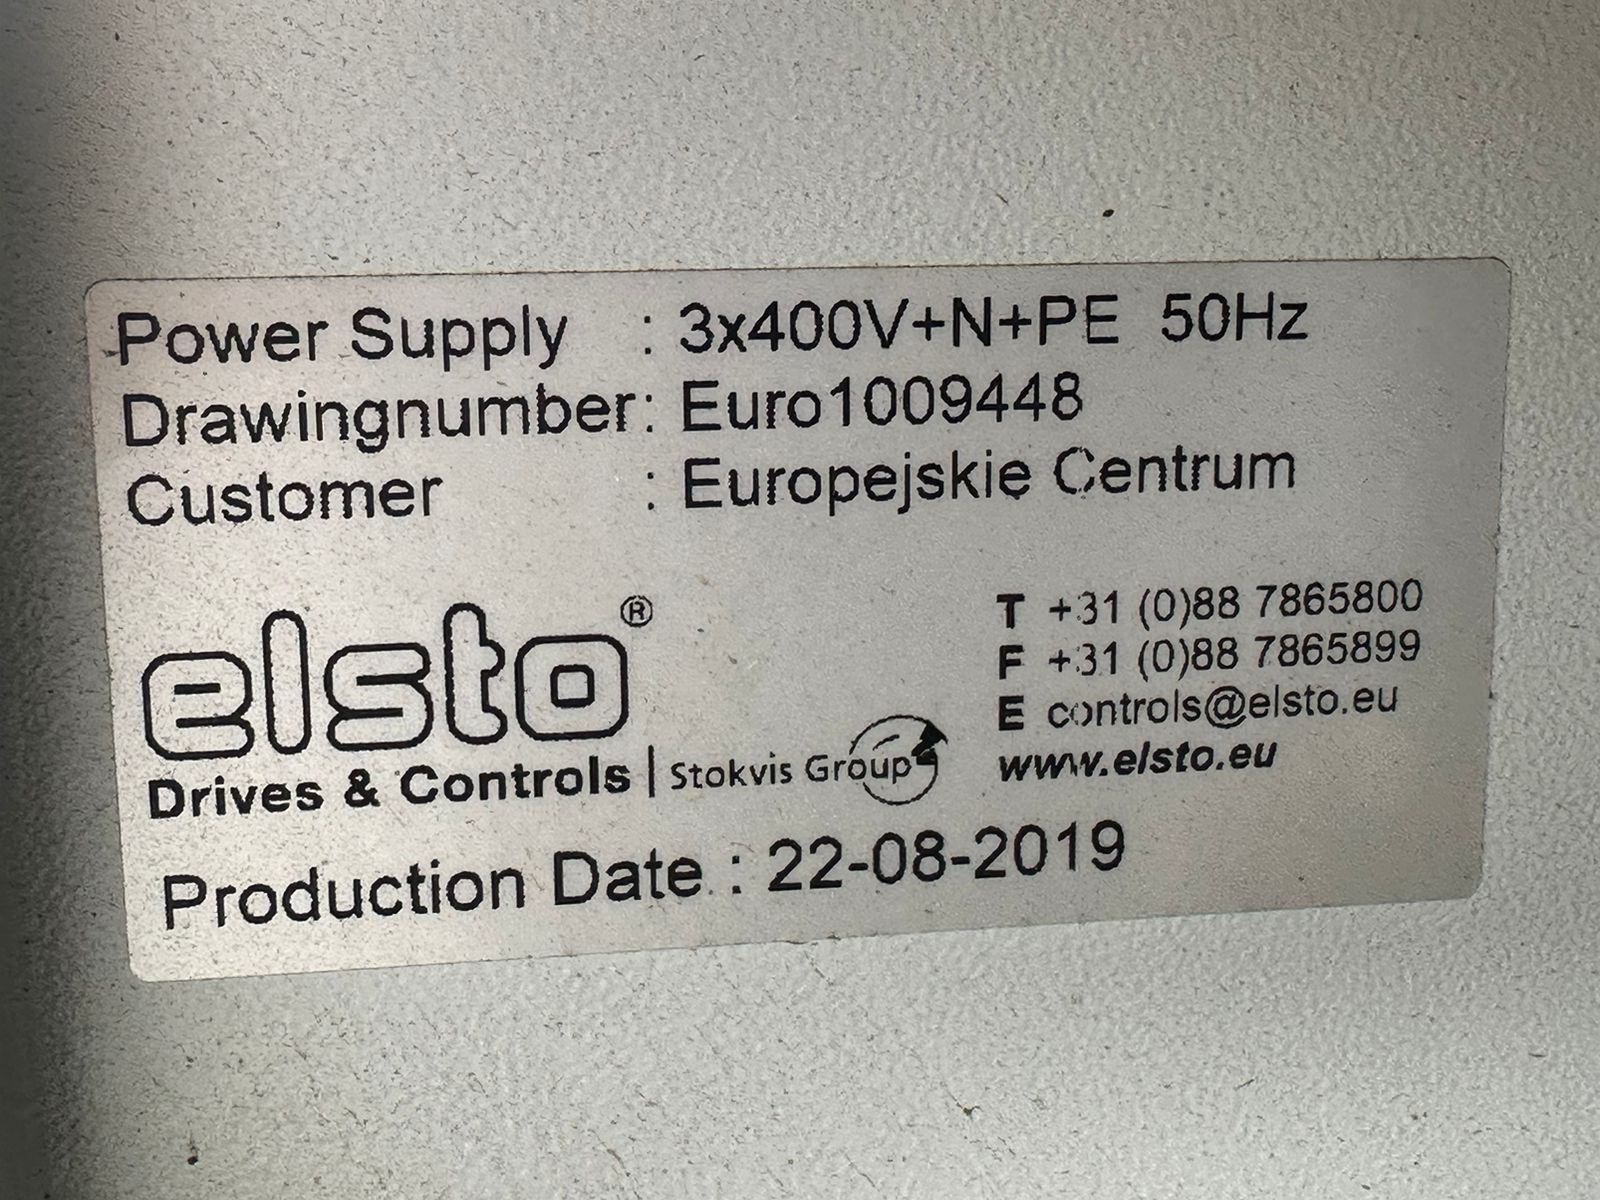 Power Supply : 3x400V+N+PE 50Hz
Drawingnumber: Euro1009448
Customer : Europejskie Centrum
elsto®
Drives & Controls | Stokvis Group
T +31 (0)88 7865800
F +31 (0)88 7865899
E controls@elsto.eu
www.elsto.eu
Production Date : 22-08-2019